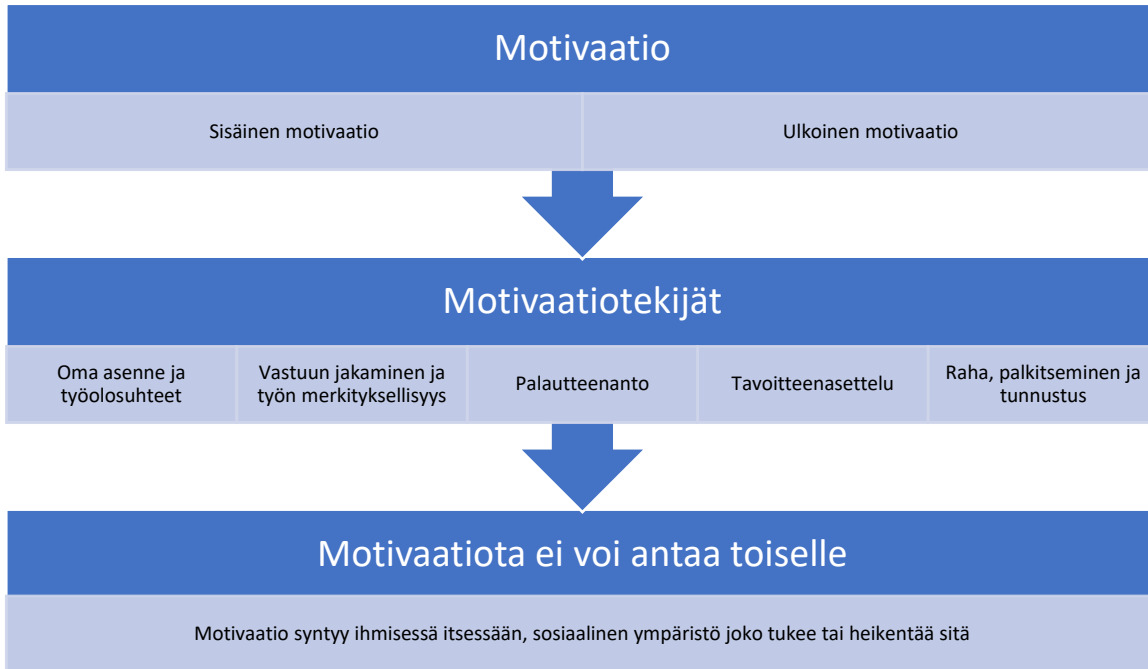 Motivaatio
Sisäinen motivaatio
Ulkoinen motivaatio
Motivaatiotekijät
Oma asenne ja
työolosuhteet
Vastuun jakaminen ja
työn merkityksellisyys
Palautteenanto
Tavoitteenasettelu
Raha, palkitseminen ja
tunnustus
Motivaatiota ei voi antaa toiselle
Motivaatio syntyy ihmisessä itsessään, sosiaalinen ympäristö joko tukee tai heikentää sitä